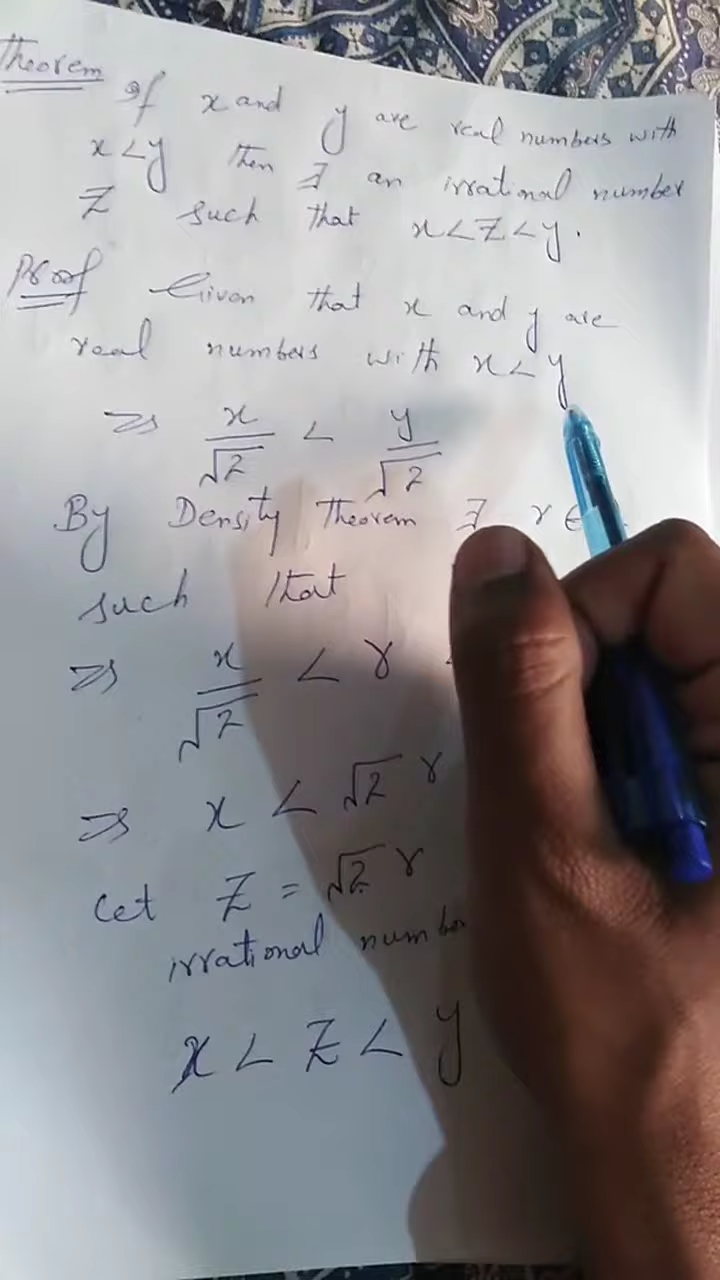 Theorem If x and y are real numbers with
x < y then ∃ an irrational number
Z such that x < Z < y.
Proof Given that x and y are
real numbers with x < y
⇒ x/√2 < y/√2
By Density Theorem ∃ r ∈
such that
⇒ x/√2 < r
⇒ x < √2 r
Let Z = √2 r
irrational number
x < Z < y